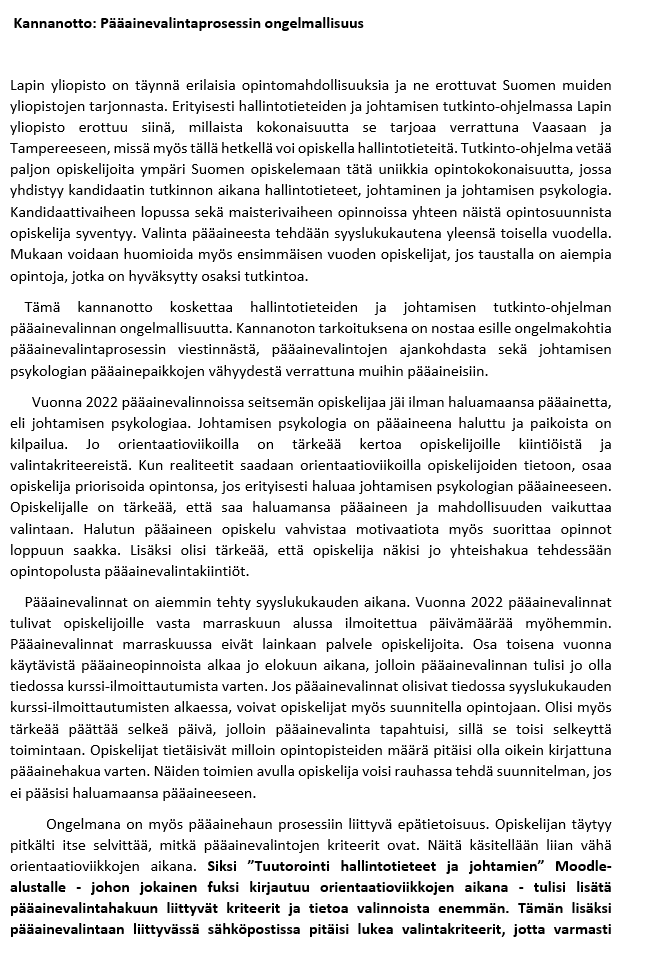 Kannanotto: Pääainevalintaprosessin ongelmallisuus
Lapin yliopisto on täynnä erilaisia opintomahdollisuuksia ja ne erottuvat Suomen muiden
yliopistojen tarjonnasta. Erityisesti hallintotieteiden ja johtamisen tutkinto-ohjelmassa Lapin
yliopisto erottuu siinä, millaista kokonaisuutta se tarjoaa verrattuna Vaasaan ja
Tampereeseen, missä myös tällä hetkellä voi opiskella hallintotieteitä. Tutkinto-ohjelma vetää
paljon opiskelijoita ympäri Suomen opiskelemaan tätä uniikkia opintokokonaisuutta, jossa
yhdistyy kandidaatin tutkinnon aikana hallintotieteet, johtaminen ja johtamisen psykologia.
Kandidaattivaiheen lopussa sekä maisterivaiheen opinnoissa yhteen näistä opintosuunnista
opiskelija syventyy. Valinta pääaineesta tehdään syyslukukautena yleensä toisella vuodella.
Mukaan voidaan huomioida myös ensimmäisen vuoden opiskelijat, jos taustalla on aiempia
opintoja, jotka on hyväksytty osaksi tutkintoa.
Tämä kannanotto koskettaa hallintotieteiden ja johtamisen tutkinto-ohjelman
pääainevalinnan ongelmallisuutta. Kannanoton tarkoituksena on nostaa esille ongelmakohtia
pääainevalintaprosessin viestinnästä, pääainevalintojen ajankohdasta sekä johtamisen
psykologian pääainepaikkojen vähyydestä verrattuna muihin pääaineisiin.
Vuonna 2022 pääainevalinnoissa seitsemän opiskelijaa jäi ilman haluamaansa pääainetta,
eli johtamisen psykologiaa. Johtamisen psykologia on pääaineena haluttu ja paikoista on
kilpailua. Jo orientaatioviikoilla on tärkeää kertoa opiskelijoille kiintiöistä ja
valintakriteereistä. Kun realiteetit saadaan orientaatioviikoilla opiskelijoiden tietoon, osaa
opiskelija priorisoida opintonsa, jos erityisesti haluaa johtamisen psykologian pääaineeseen.
Opiskelijalle on tärkeää, että saa haluamansa pääaineen ja mahdollisuuden vaikuttaa
valintaan. Halutun pääaineen opiskelu vahvistaa motivaatiota myös suorittaa opinnot
loppuun saakka. Lisäksi olisi tärkeää, että opiskelija näkisi jo yhteishakua tehdessään
opintopolusta pääainevalintakiintiöt.
Pääainevalinnat on aiemmin tehty syyslukukauden aikana. Vuonna 2022 pääainevalinnat
tulivat opiskelijoille vasta marraskuun alussa ilmoitettua päivämäärää myöhemmin.
Pääainevalinnat marraskuussa eivät lainkaan palvele opiskelijoita. Osa toisena vuonna
käytävistä pääaineopinnoista alkaa jo elokuun aikana, jolloin pääainevalinnan tulisi jo olla
tiedossa kurssi-ilmoittautumista varten. Jos pääainevalinnat olisivat tiedossa syyslukukauden
kurssi-ilmoittautumisten alkaessa, voivat opiskelijat myös suunnitella opintojaan. Olisi myös
tärkeää päättää selkeä päivä, jolloin pääainevalinta tapahtuisi, sillä se toisi selkeyttä
toimintaan. Opiskelijat tietäisivät milloin opintopisteiden määrä pitäisi olla oikein kirjattuna
pääainehakua varten. Näiden toimien avulla opiskelija voisi rauhassa tehdä suunnitelman, jos
ei pääsisi haluamaansa pääaineeseen.
Ongelmana on myös pääainehaun prosessiin liittyvä epätietoisuus. Opiskelijan täytyy
pitkälti itse selvittää, mitkä pääainevalintojen kriteerit ovat. Näitä käsitellään liian vähä
orientaatioviikkojen aikana. Siksi ”Tuutorointi hallintotieteet ja johtamien” Moodle-
alustalle - johon jokainen fuksi kirjautuu orientaatioviikkojen aikana - tulisi lisätä
pääainevalintahakuun liittyvät kriteerit ja tietoa valinnoista enemmän. Tämän lisäksi
pääainevalintaan liittyvässä sähköpostissa pitäisi lukea valintakriteerit, jotta varmasti